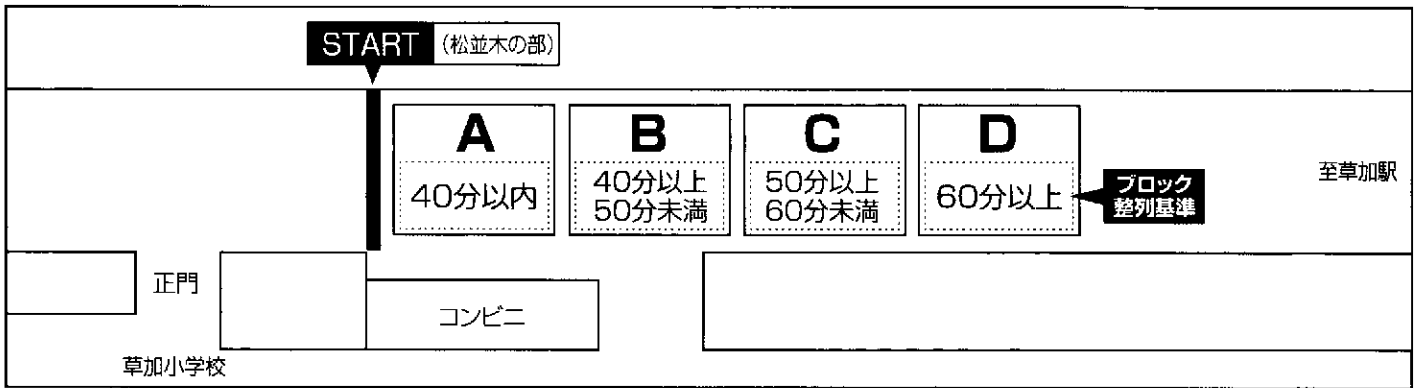 START (松並木の部)
A
40分以内
B
40分以上
50分未満
C
50分以上
60分未満
D
60分以上
ブロック
整列基準
至草加駅
正門
コンビニ
草加小学校